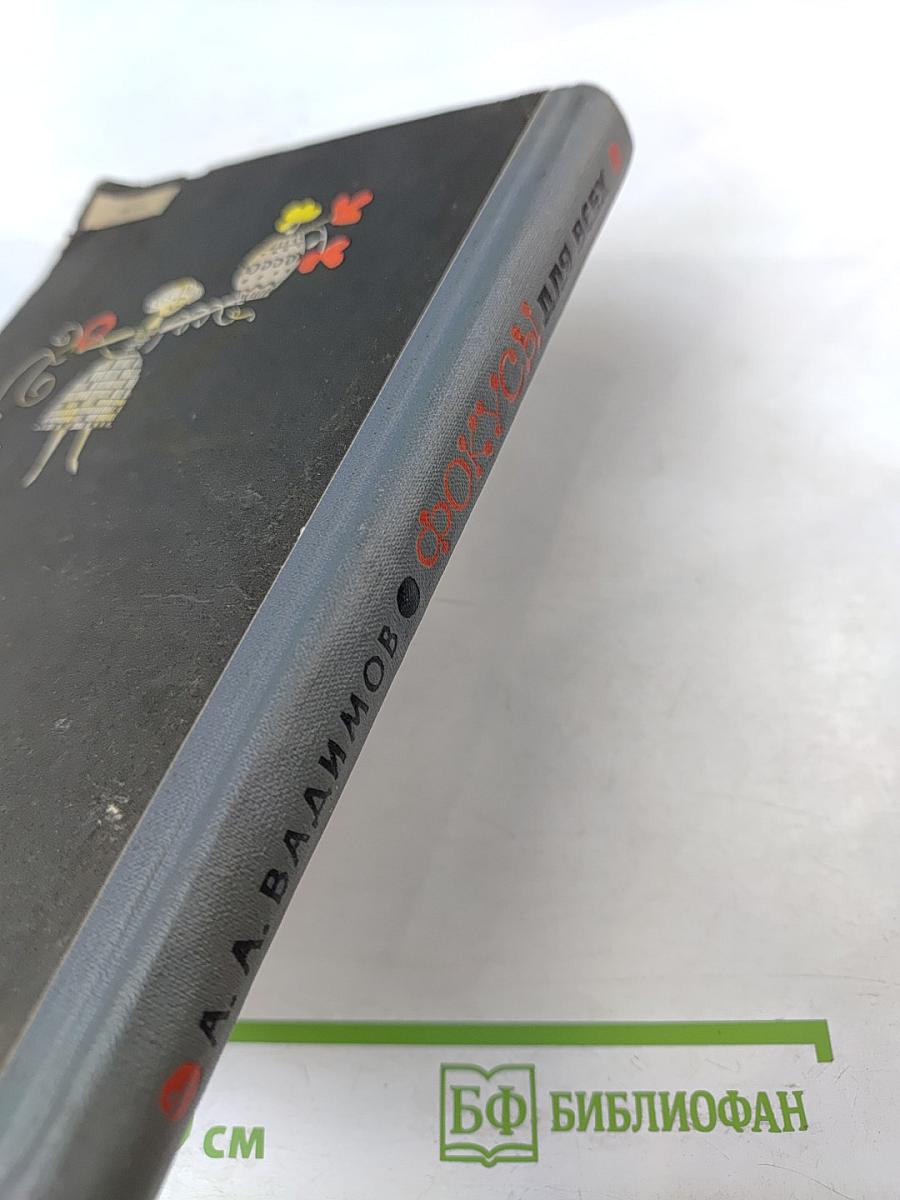 А. А. ВАДИМОВ ● ФОКУСЫ ДЛЯ ВСЕХ
СМ
БФ БИБЛИОФАН